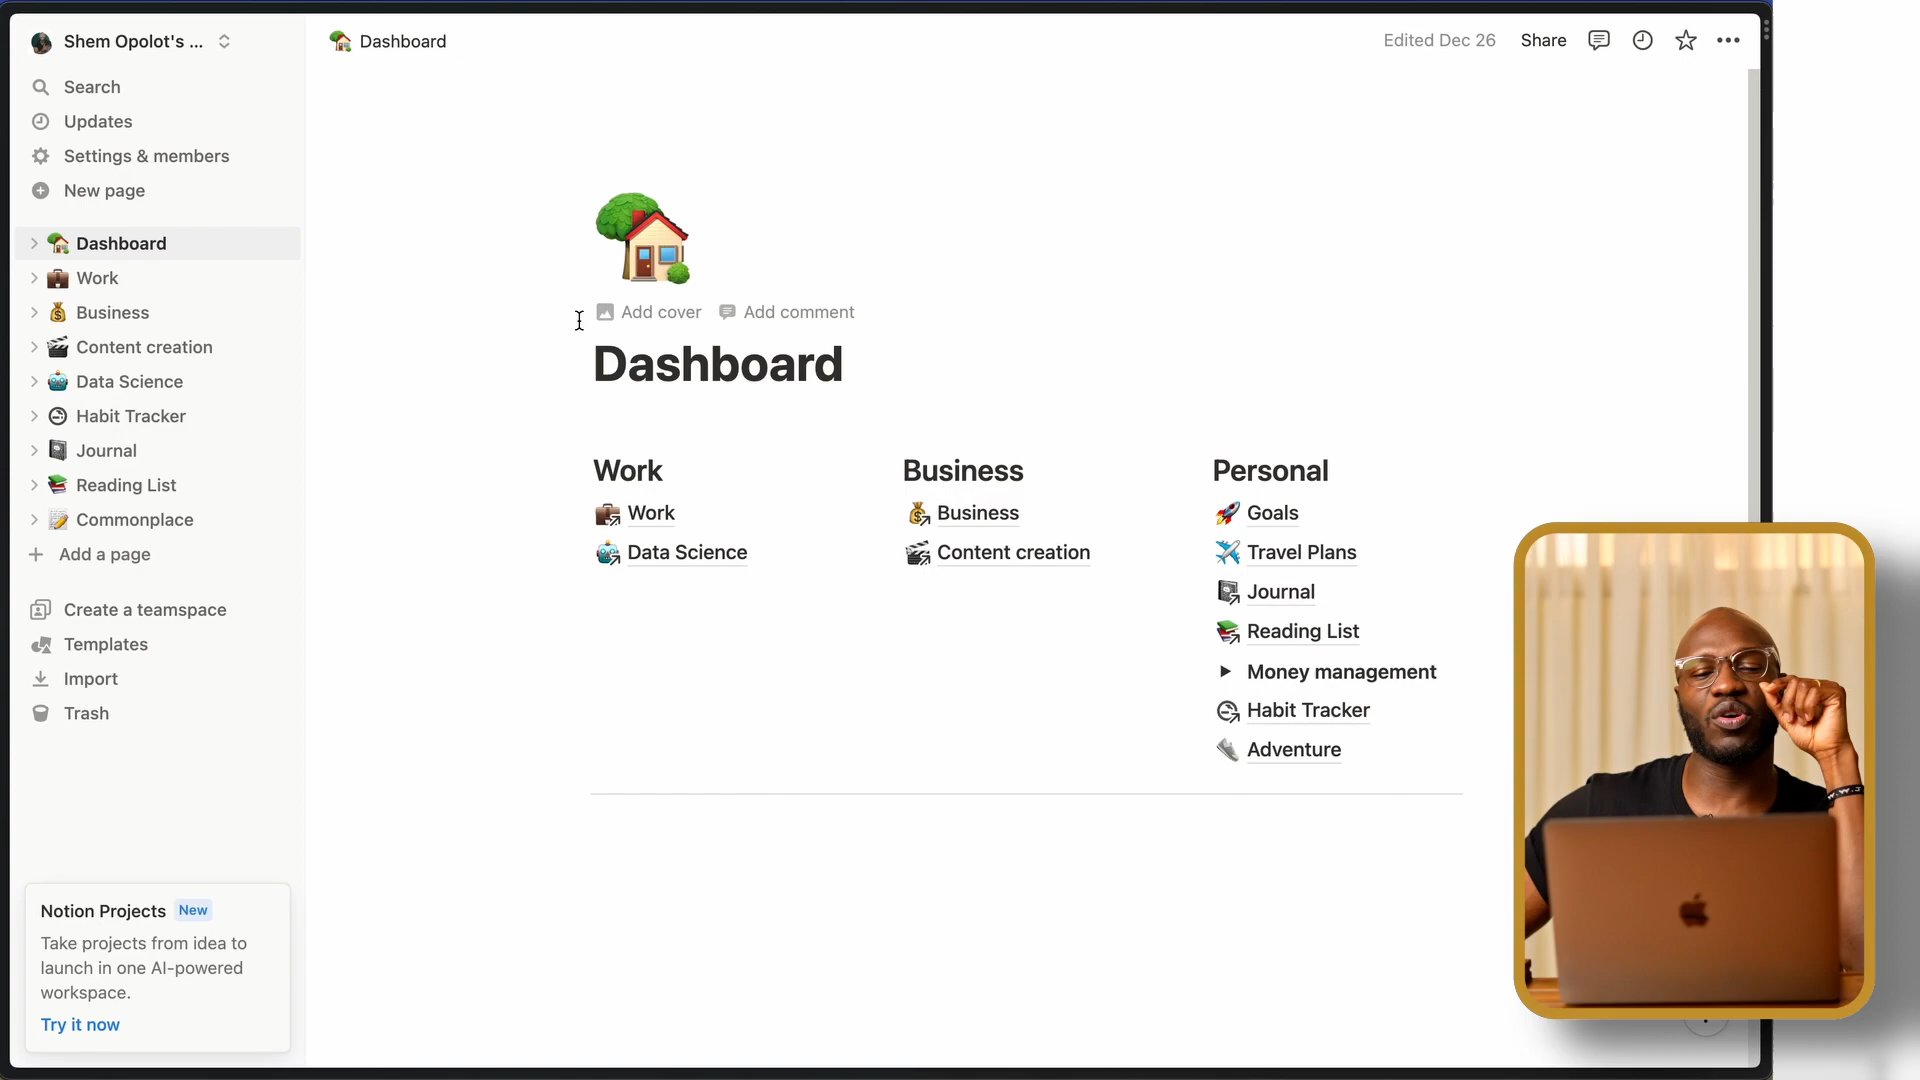 Shem Opolot's ...
Search
Updates
Settings & members
New page
Dashboard
Work
Business
Content creation
Data Science
Habit Tracker
Journal
Reading List
Commonplace
Add a page
Create a teamspace
Templates
Import
Trash
Notion Projects New
Take projects from idea to
launch in one AI-powered
workspace.
Try it now
Dashboard
Edited Dec 26
Share
Add cover
Add comment
Dashboard
Work
Work
Data Science
Business
Business
Content creation
Personal
Goals
Travel Plans
Journal
Reading List
Money management
Habit Tracker
Adventure